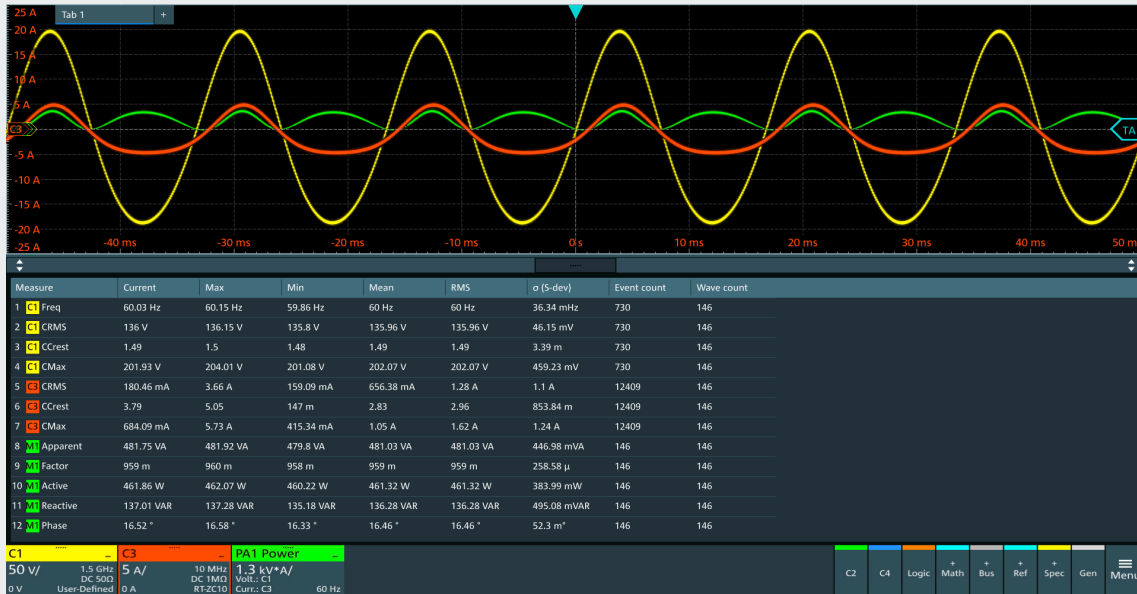 25 A
Tab 1 +
20 A
15 A
10 A
5 A
C3
TA
-5 A
-10 A
-15 A
-20 A
-25 A
-40 ms -30 ms -20 ms -10 ms 0 s 10 ms 20 ms 30 ms 40 ms 50 m
Measure Current Max Min Mean RMS σ (S-dev) Event count Wave count
1 C1 Freq 60.03 Hz 60.15 Hz 59.86 Hz 60 Hz 60 Hz 36.34 mHz 730 146
2 C1 CRMS 136 V 136.15 V 135.8 V 135.96 V 135.96 V 46.15 mV 730 146
3 C1 CCrest 1.49 1.5 1.48 1.49 1.49 3.39 m 730 146
4 C1 CMax 201.93 V 204.01 V 201.08 V 202.07 V 202.07 V 459.23 mV 730 146
5 C3 CRMS 180.46 mA 3.66 A 159.09 mA 656.38 mA 1.28 A 1.1 A 12409 146
6 C3 CCrest 3.79 5.05 147 m 2.83 2.96 853.84 m 12409 146
7 C3 CMax 684.09 mA 5.73 A 415.34 mA 1.05 A 1.62 A 1.24 A 12409 146
8 M1 Apparent 481.75 VA 481.92 VA 479.8 VA 481.03 VA 481.03 VA 446.98 mVA 146 146
9 M1 Factor 959 m 960 m 958 m 959 m 959 m 258.58 µ 146 146
10 M1 Active 461.86 W 462.07 W 460.22 W 461.32 W 461.32 W 383.99 mW 146 146
11 M1 Reactive 137.01 VAR 137.28 VAR 135.18 VAR 136.28 VAR 136.28 VAR 495.08 mVAR 146 146
12 M1 Phase 16.52 ° 16.58 ° 16.33 ° 16.46 ° 16.46 ° 52.3 m° 146 146
C1 C3 PA1 Power
50 V/ 1.5 GHz 5 A/ 10 MHz 1.3 kV*A/
DC 50Ω DC 1MΩ Volt.: C1
0 V User-Defined 0 A RT-ZC10 Curr.: C3 60 Hz
C2 C4 Logic + Math + Bus + Ref + Spec Gen Menu